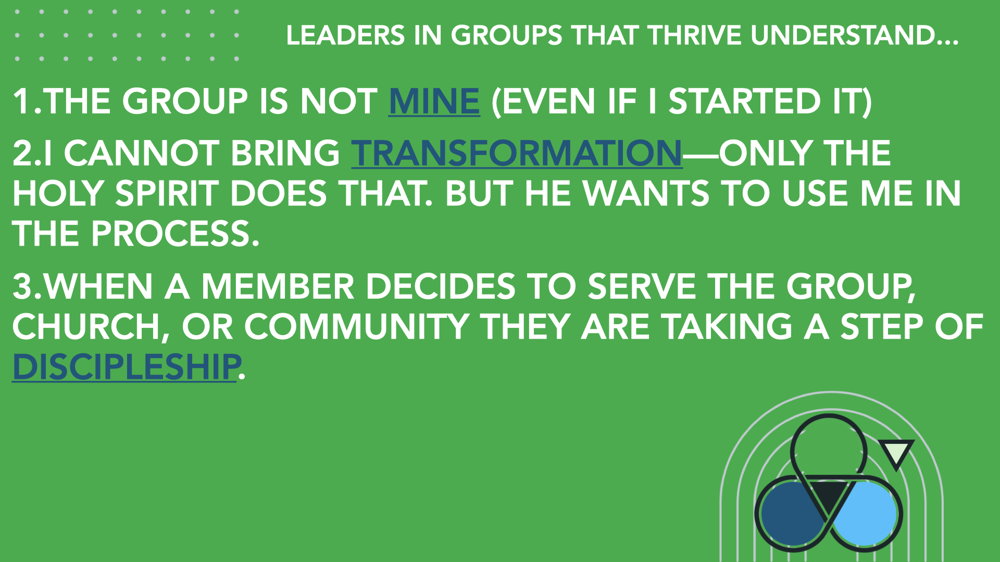 LEADERS IN GROUPS THAT THRIVE UNDERSTAND...
1.THE GROUP IS NOT MINE (EVEN IF I STARTED IT)
2.I CANNOT BRING TRANSFORMATION—ONLY THE
HOLY SPIRIT DOES THAT. BUT HE WANTS TO USE ME IN
THE PROCESS.
3.WHEN A MEMBER DECIDES TO SERVE THE GROUP,
CHURCH, OR COMMUNITY THEY ARE TAKING A STEP OF
DISCIPLESHIP.